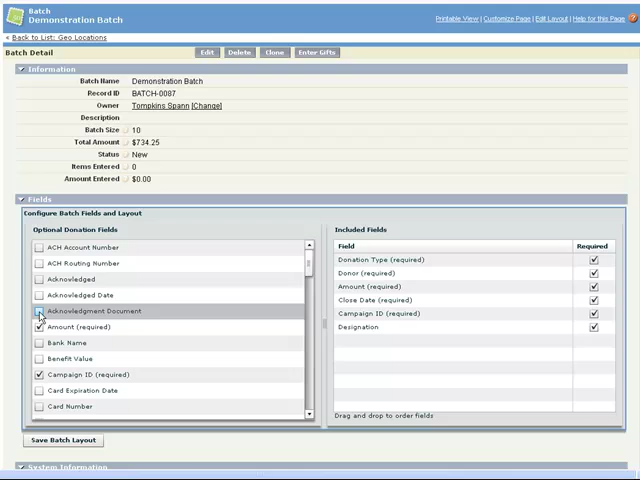 Batch
Demonstration Batch
Printable View | Customize Page | Edit Layout | Help for this Page
« Back to List: Geo Locations
Batch Detail
Edit
Delete
Clone
Enter Gifts
Information
Batch Name Demonstration Batch
Record ID BATCH-0087
Owner Tompkins Spann [Change]
Description
Batch Size 10
Total Amount $734.25
Status New
Items Entered 0
Amount Entered $0.00
Fields
Configure Batch Fields and Layout
Optional Donation Fields
ACH Account Number
ACH Routing Number
Acknowledged
Acknowledged Date
Acknowledgment Document
Amount (required)
Bank Name
Benefit Value
Campaign ID (required)
Card Expiration Date
Card Number
Included Fields
Field Required
Donation Type (required)
Donor (required)
Amount (required)
Close Date (required)
Campaign ID (required)
Designation
Drag and drop to order fields
Save Batch Layout
System Information